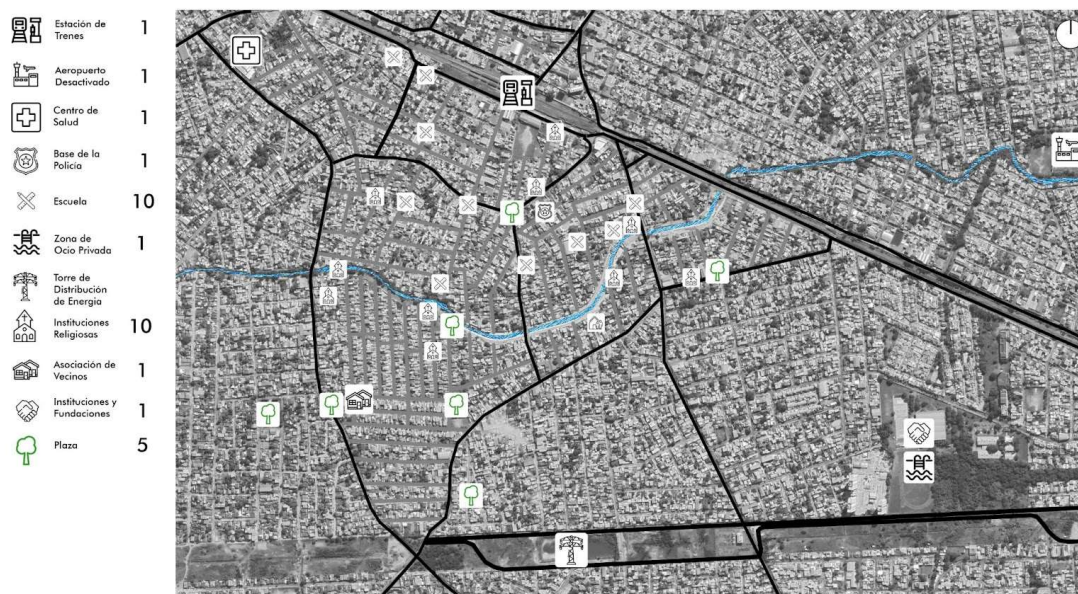 Estación de
Trenes
1
Aeropuerto
Desactivado
1
Centro de
Salud
1
Base de la
Policia
1
Escuela
10
Zona de
Ocio Privada
1
Torre de
Distribución
de Energia
Instituciones
Religiosas
10
Asociación de
Vecinos
1
Instituciones y
Fundaciones
1
Plaza
5